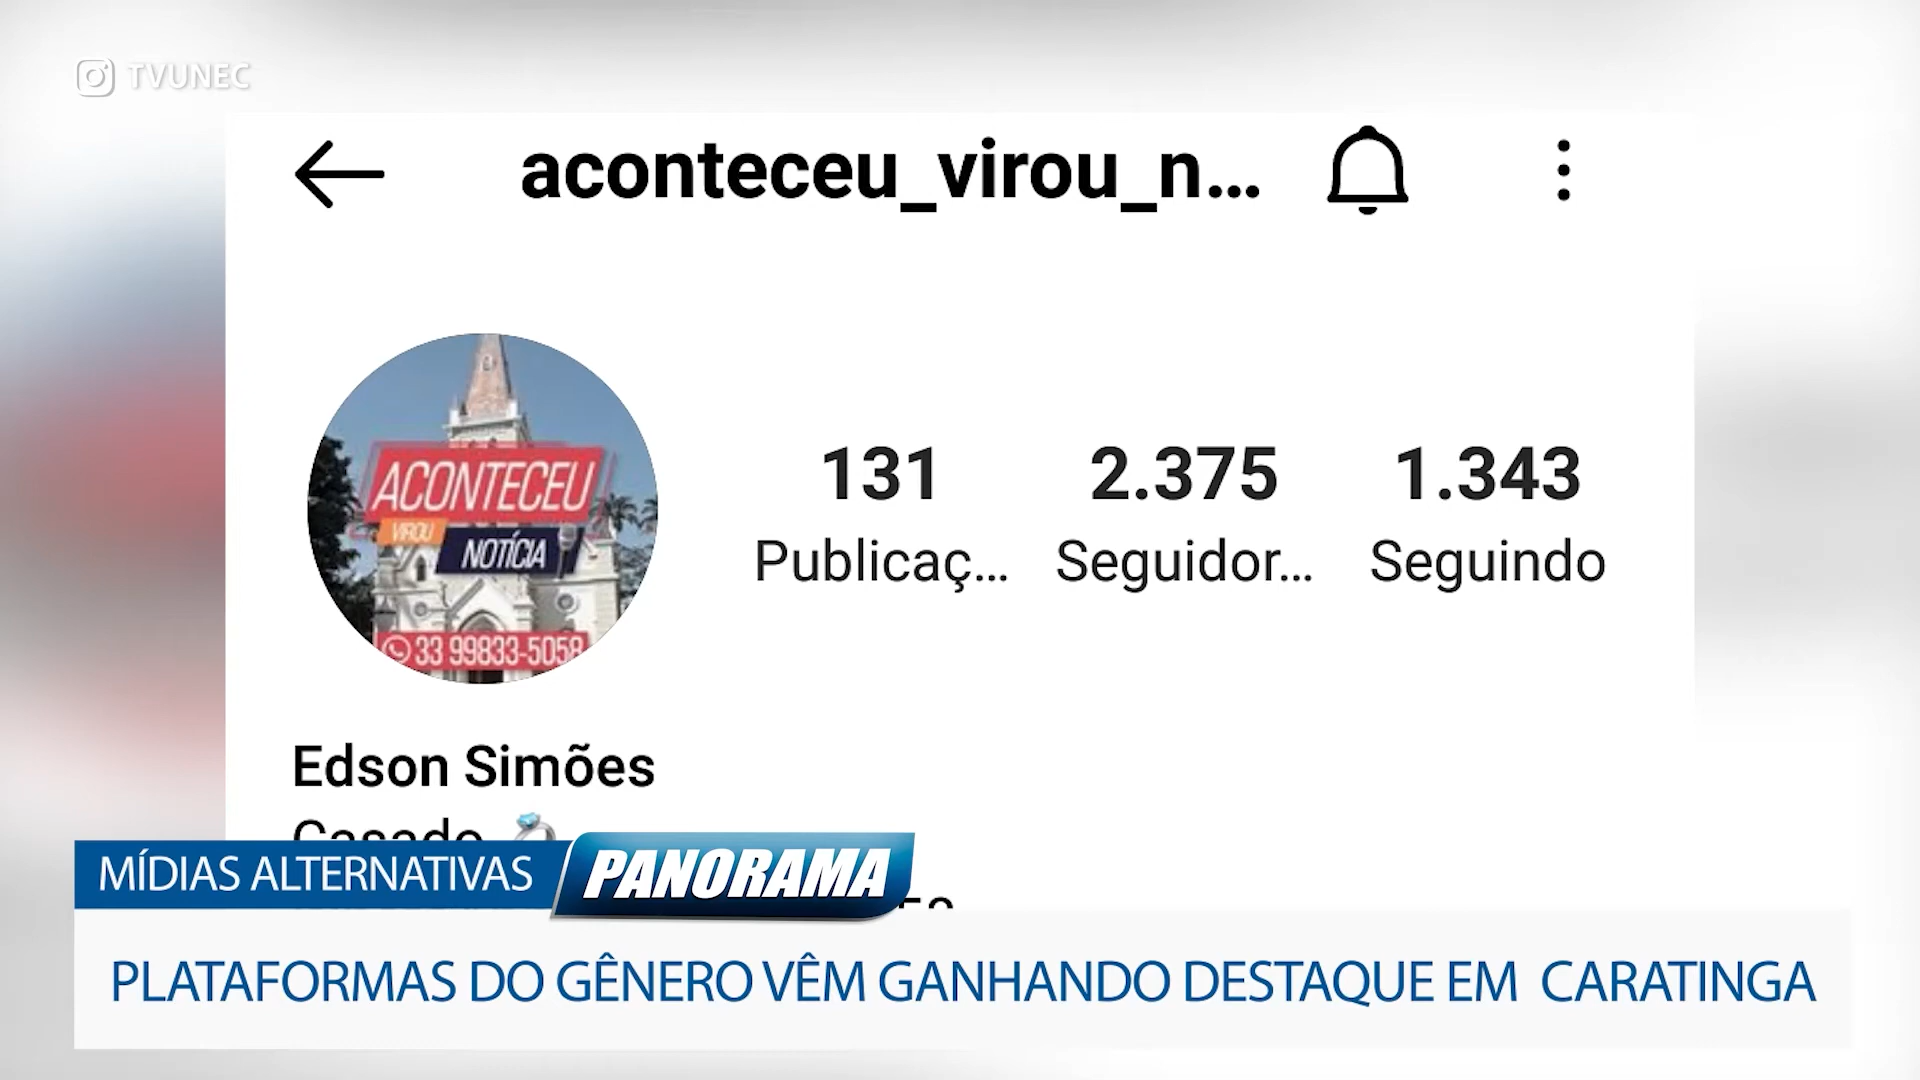 TVUNEC
aconteceu_virou_n...
ACONTECEU
VIROU
NOTÍCIA
33 99833-5058
131
2.375
1.343
Publicaç...
Seguidor...
Seguindo
Edson Simões
Casado
MÍDIAS ALTERNATIVAS
PANORAMA
PLATAFORMAS DO GÊNERO VÊM GANHANDO DESTAQUE EM CARATINGA